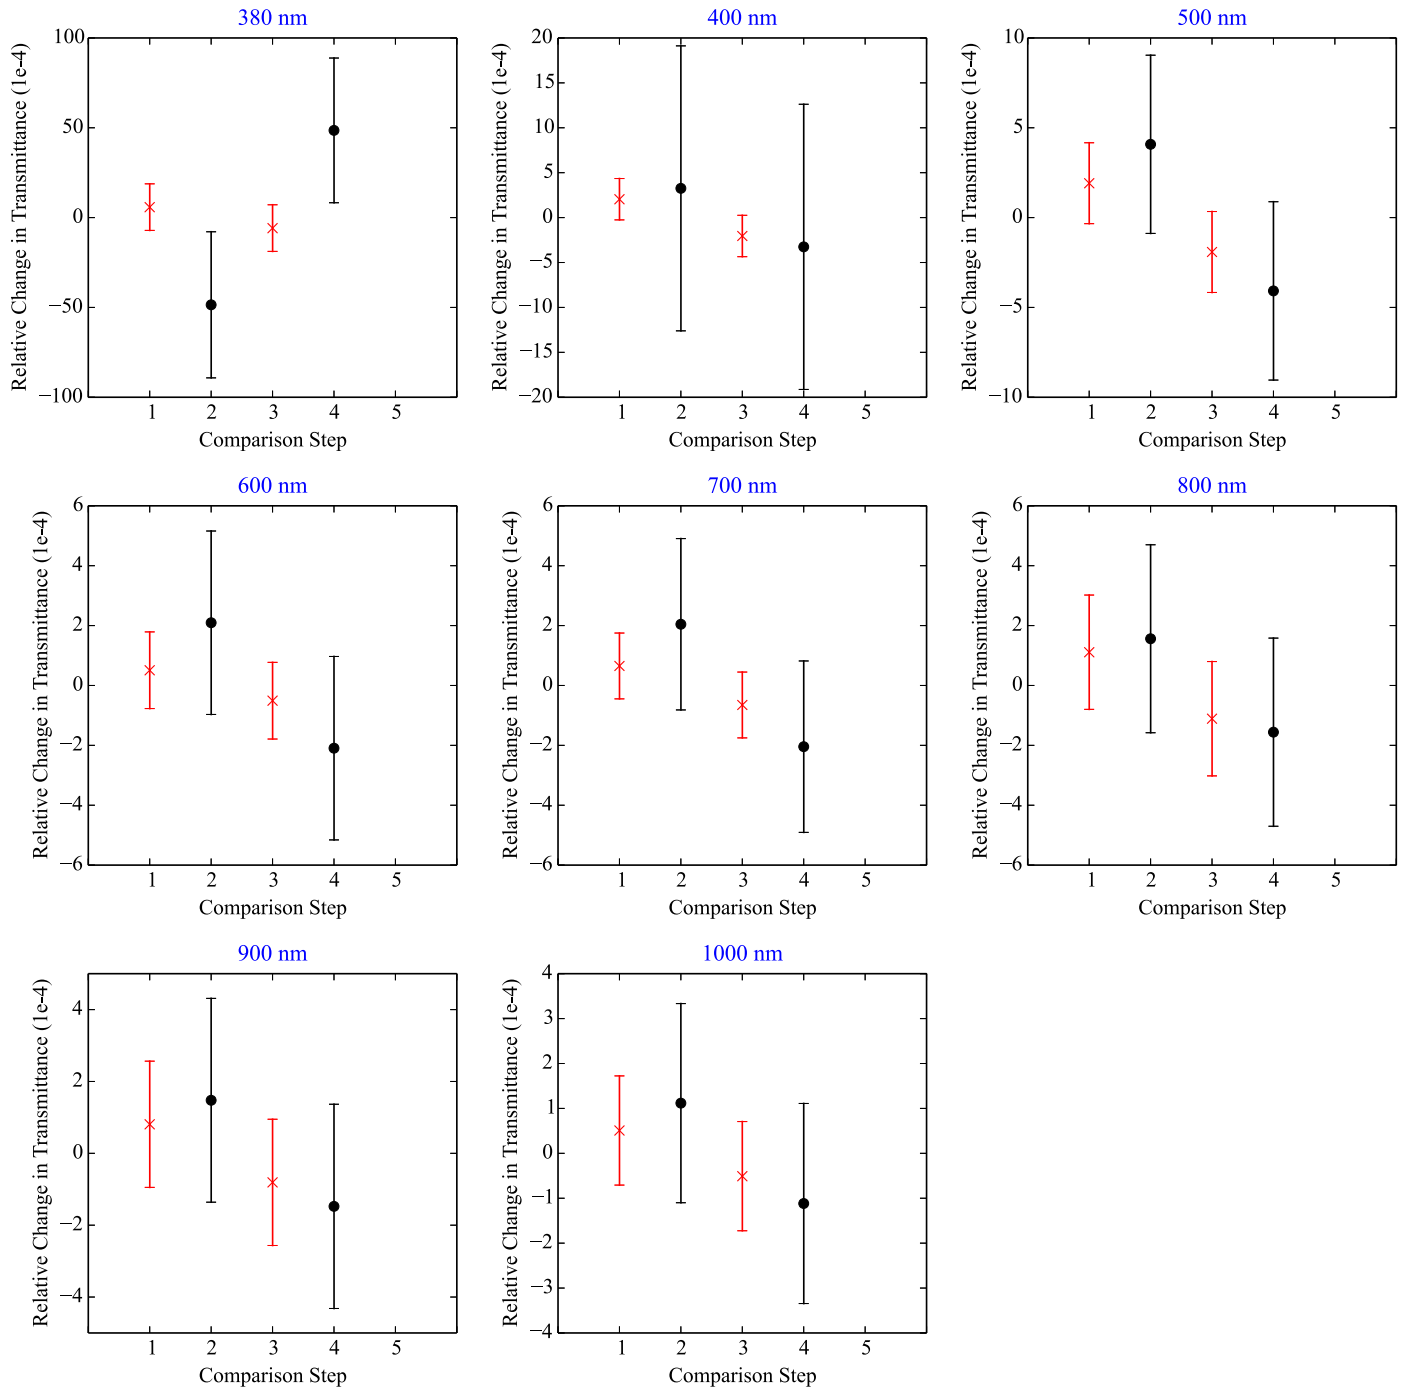 380 nm
Relative Change in Transmittance (1e-4)
100
50
0
−50
−100
1 2 3 4 5
Comparison Step
400 nm
Relative Change in Transmittance (1e-4)
20
15
10
5
0
−5
−10
−15
−20
1 2 3 4 5
Comparison Step
500 nm
Relative Change in Transmittance (1e-4)
10
5
0
−5
−10
1 2 3 4 5
Comparison Step
600 nm
Relative Change in Transmittance (1e-4)
6
4
2
0
−2
−4
−6
1 2 3 4 5
Comparison Step
700 nm
Relative Change in Transmittance (1e-4)
6
4
2
0
−2
−4
−6
1 2 3 4 5
Comparison Step
800 nm
Relative Change in Transmittance (1e-4)
6
4
2
0
−2
−4
−6
1 2 3 4 5
Comparison Step
900 nm
Relative Change in Transmittance (1e-4)
4
2
0
−2
−4
1 2 3 4 5
Comparison Step
1000 nm
Relative Change in Transmittance (1e-4)
4
3
2
1
0
−1
−2
−3
−4
1 2 3 4 5
Comparison Step